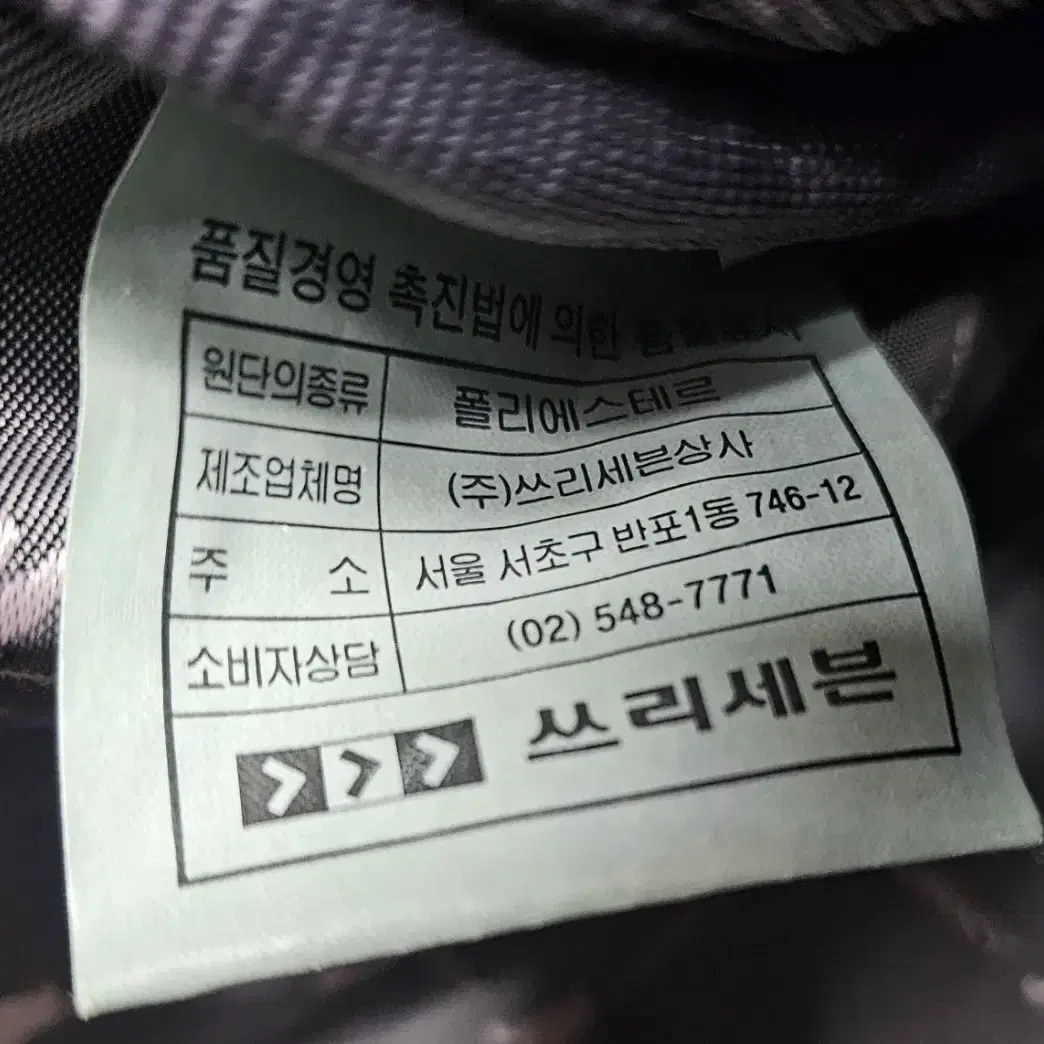 품질경영 촉진법에 의한
원단의종류 폴리에스테르
제조업체명 (주)쓰리세븐상사
주 소 서울 서초구 반포1동 746-12
소비자상담 (02) 548-7771
쓰리세븐